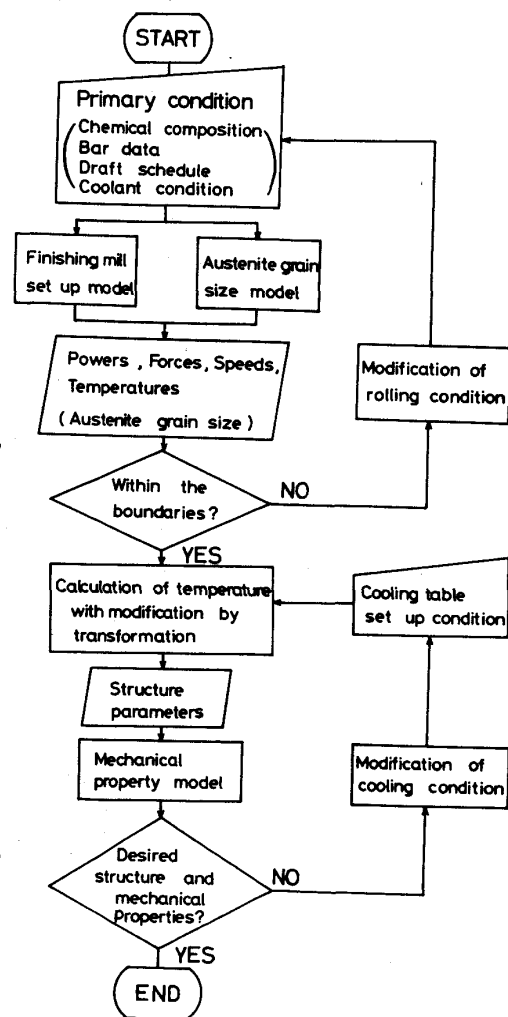 START
Primary condition
Chemical composition
Bar data
Draft schedule
Coolant condition
Finishing mill
set up model
Austenite grain
size model
Powers , Forces, Speeds,
Temperatures
( Austenite grain size )
Modification of
rolling condition
Within the
boundaries?
NO
YES
Calculation of temperature
with modification by
transformation
Cooling table
set up condition
Structure
parameters
Mechanical
property model
Modification of
cooling condition
Desired
structure and
mechanical
Properties?
NO
YES
END